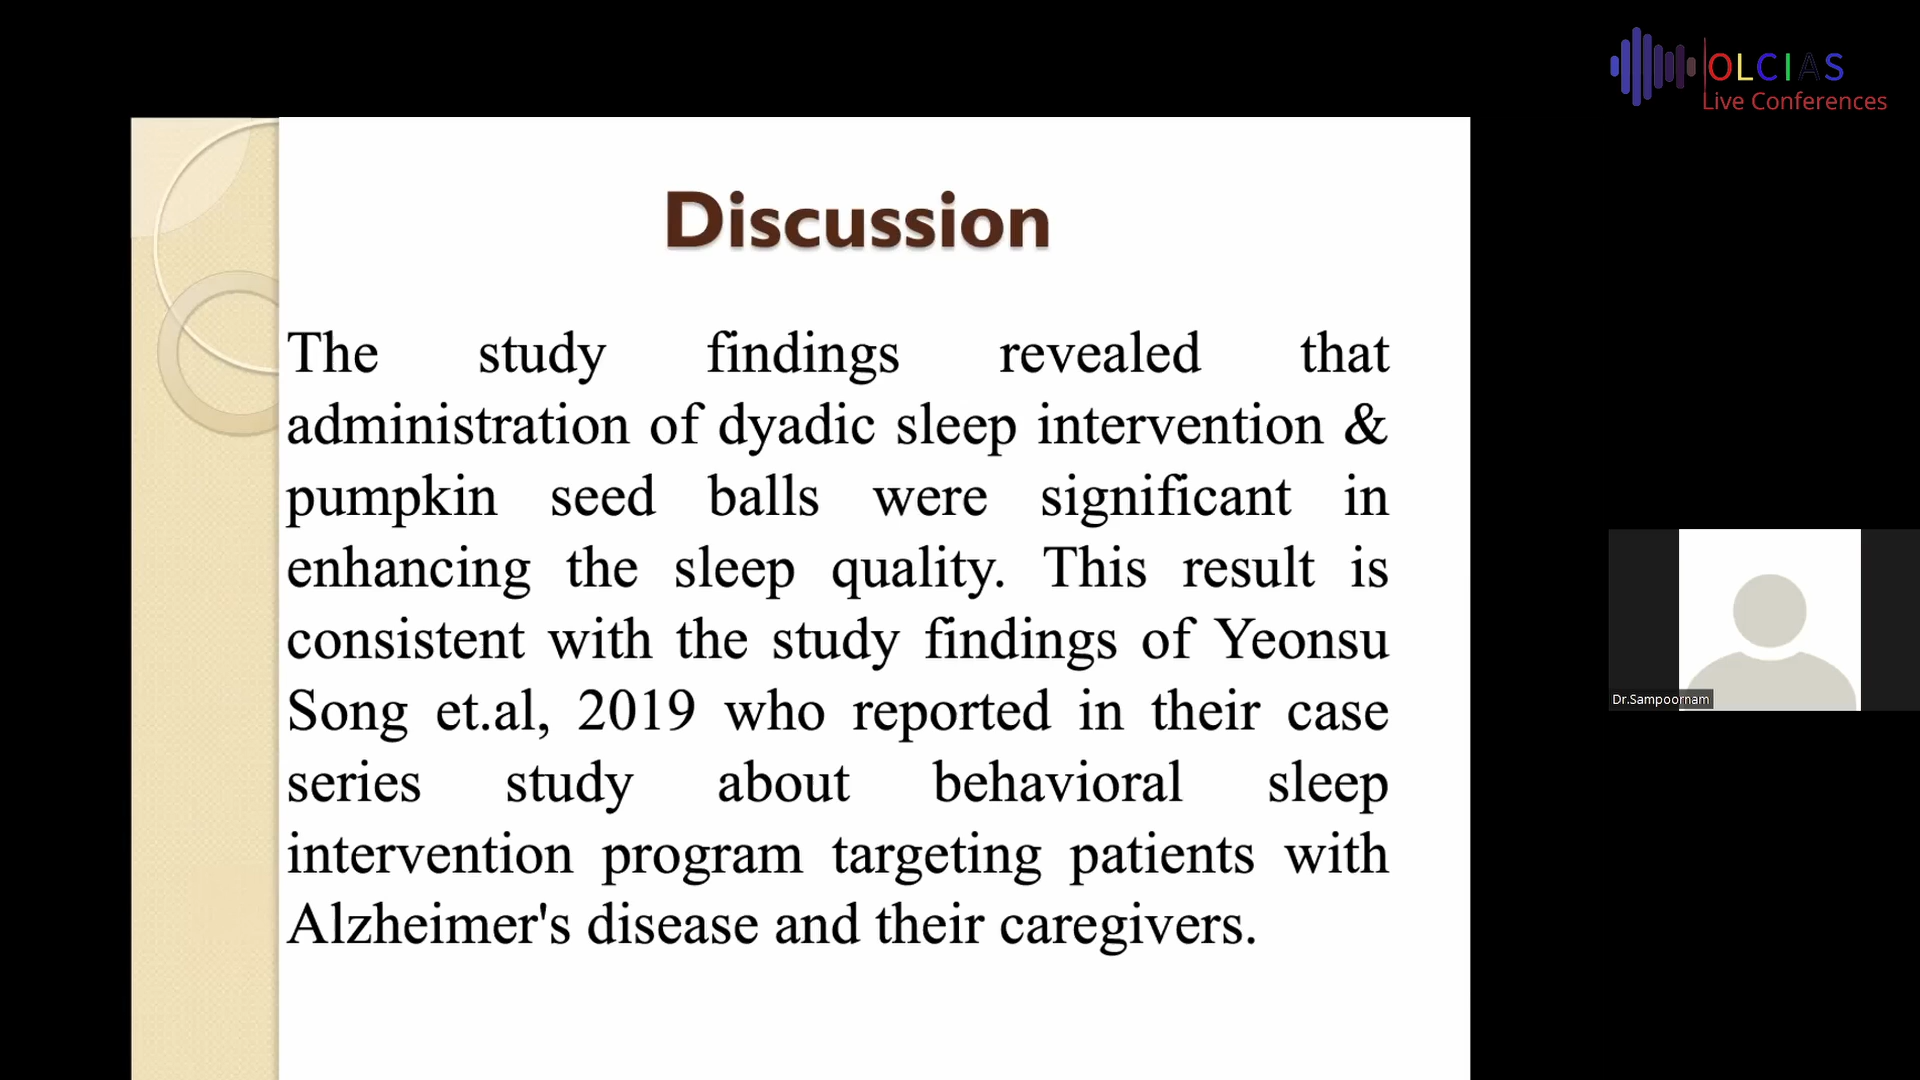 OLCIAS
Live Conferences
Discussion
The study findings revealed that
administration of dyadic sleep intervention &
pumpkin seed balls were significant in
enhancing the sleep quality. This result is
consistent with the study findings of Yeonsu
Song et.al, 2019 who reported in their case
series study about behavioral sleep
intervention program targeting patients with
Alzheimer's disease and their caregivers.
Dr.Sampoornam